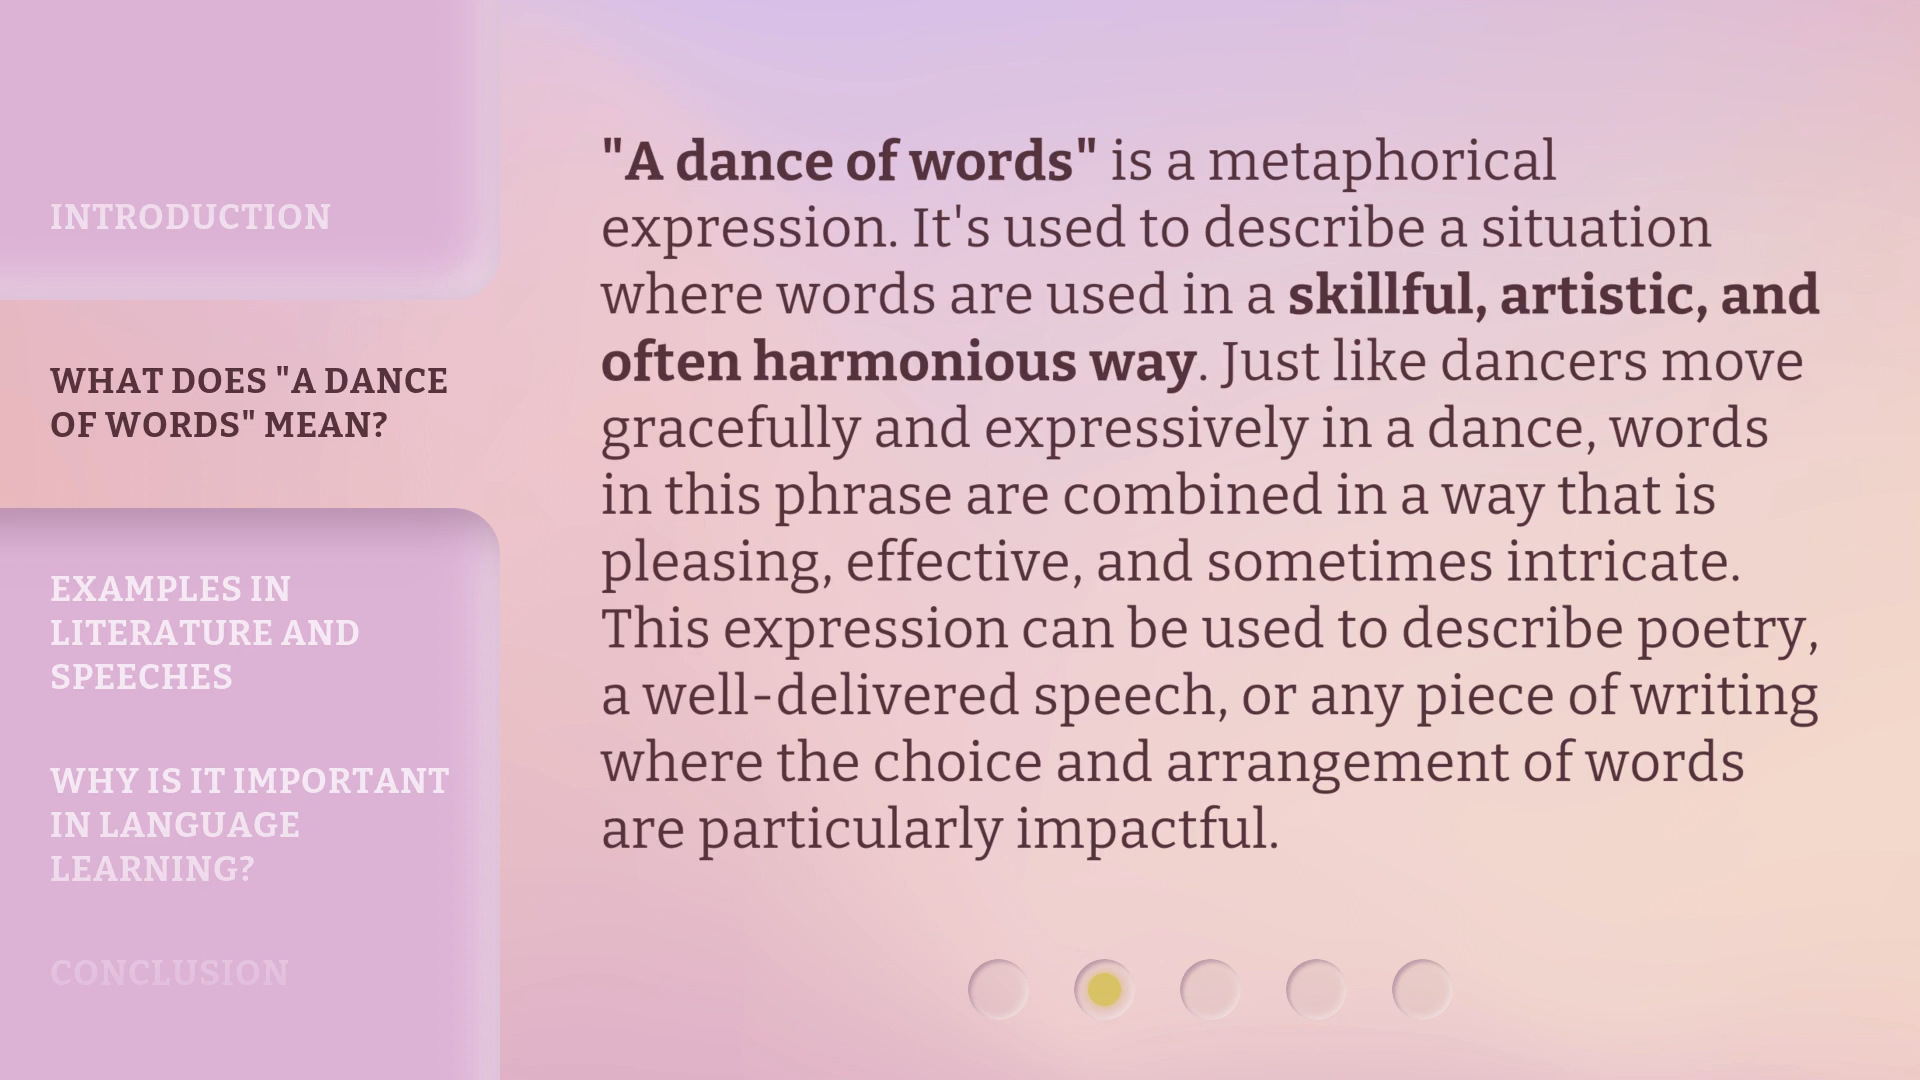 INTRODUCTION
WHAT DOES "A DANCE
OF WORDS" MEAN?
EXAMPLES IN
LITERATURE AND
SPEECHES
WHY IS IT IMPORTANT
IN LANGUAGE
LEARNING?
CONCLUSION
"A dance of words" is a metaphorical
expression. It's used to describe a situation
where words are used in a skillful, artistic, and
often harmonious way. Just like dancers move
gracefully and expressively in a dance, words
in this phrase are combined in a way that is
pleasing, effective, and sometimes intricate.
This expression can be used to describe poetry,
a well-delivered speech, or any piece of writing
where the choice and arrangement of words
are particularly impactful.